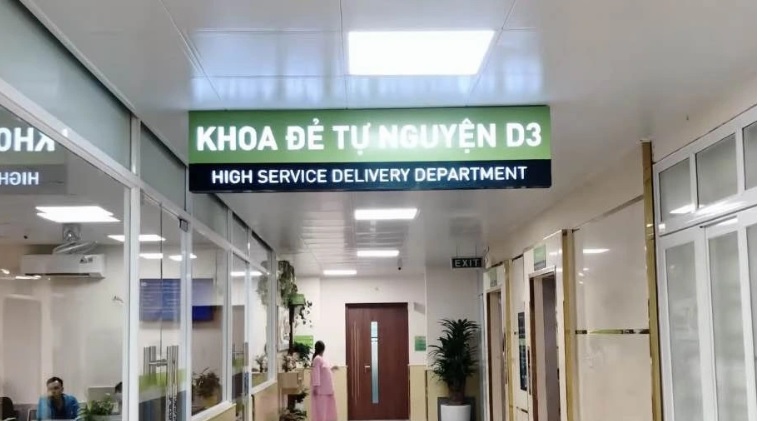 KHOA ĐẺ TỰ NGUYỆN D3
HIGH SERVICE DELIVERY DEPARTMENT
EXIT